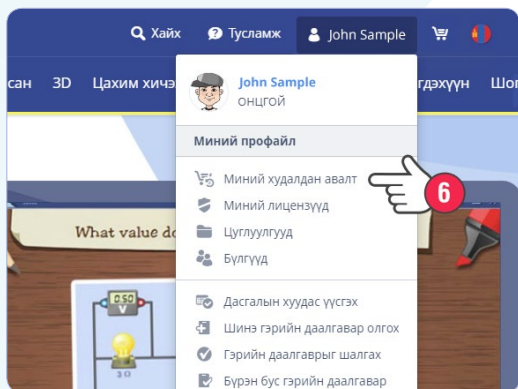 Хайх Тусламж John Sample
сан 3D Цахим хичэ гдэхүүн Шог
John Sample
онцгой
Миний профайл
Миний худалдан авалт
6
Миний лицензүүд
Цуглуулгууд
Бүлгүүд
What value do
0.50
V
3 Ω
Дасгалын хуудас үүсгэх
Шинэ гэрийн даалгавар олгох
Гэрийн даалгаврыг шалгах
Бүрэн бус гэрийн даалгавар